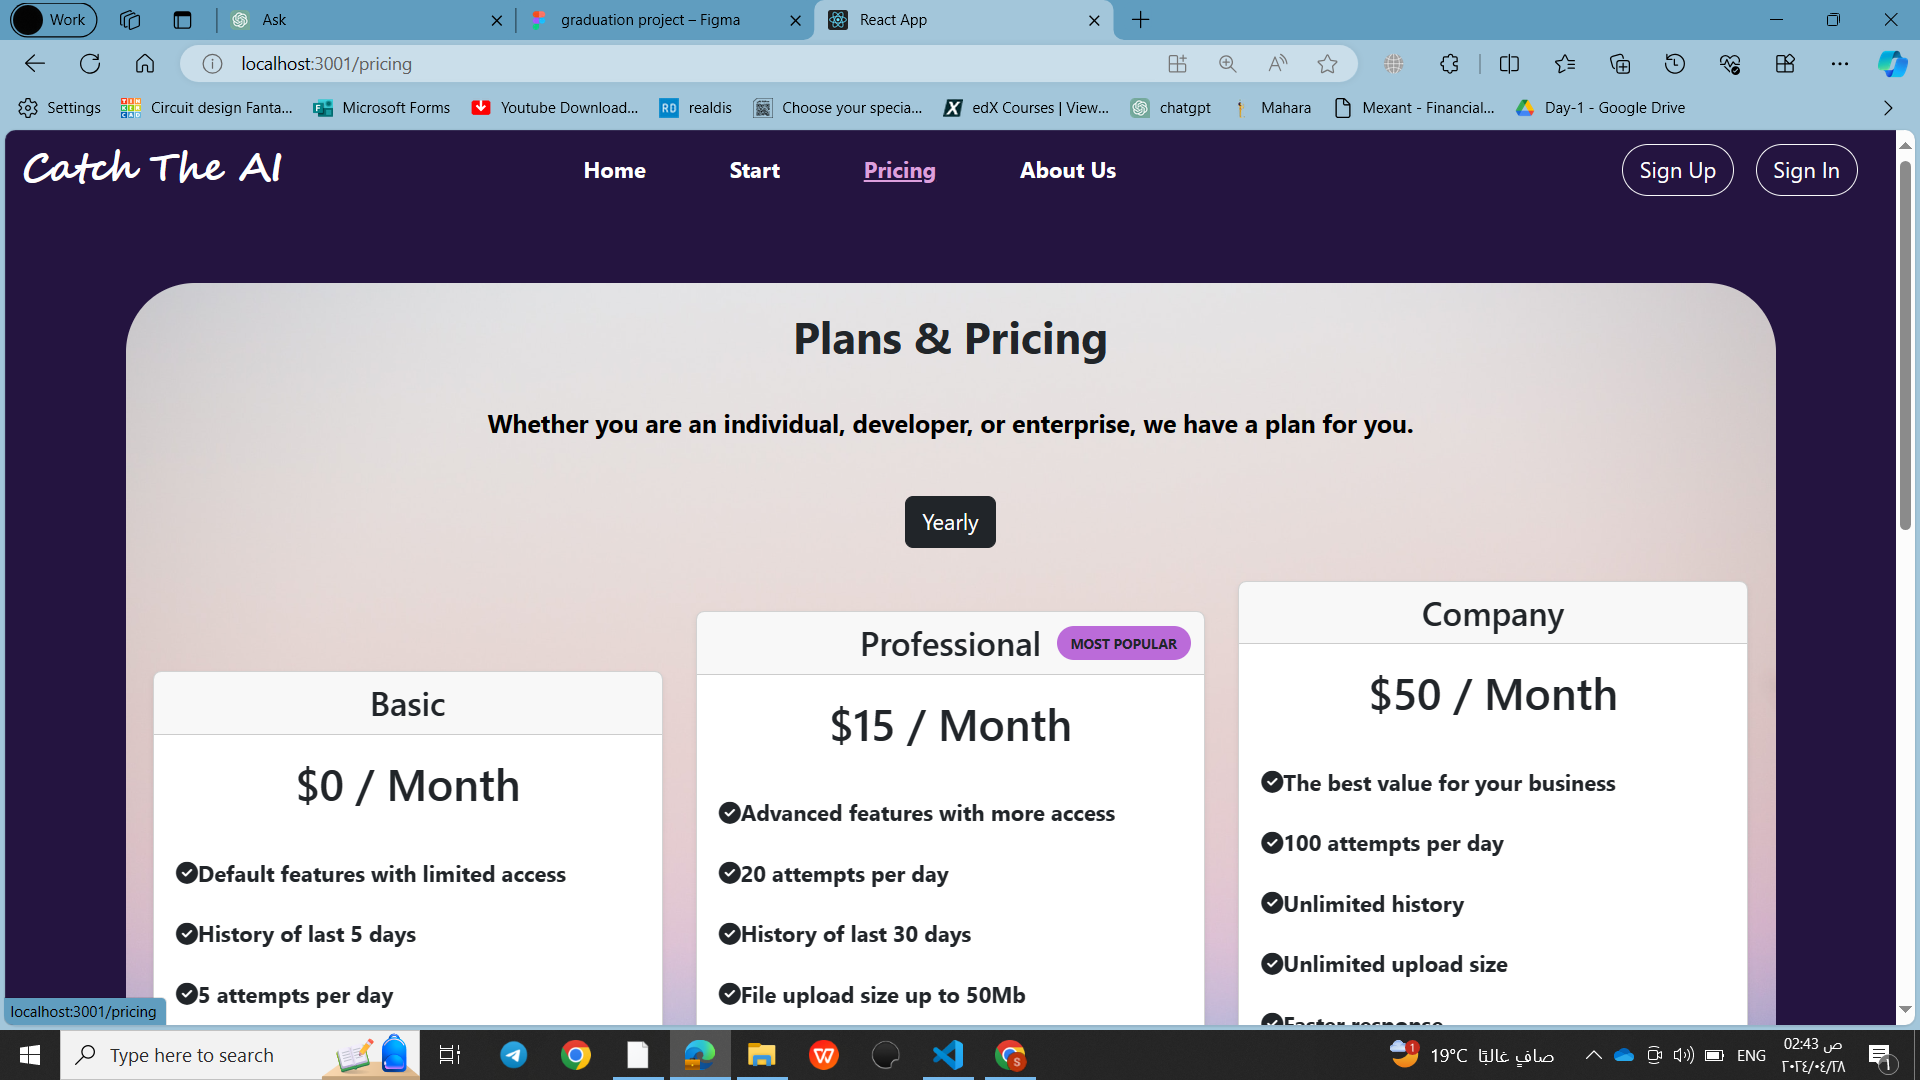 Work
Ask
graduation project – Figma
React App
localhost:3001/pricing
Settings
Circuit design Fanta...
Microsoft Forms
Youtube Download...
RD realdis
Choose your specia...
edX Courses | View...
chatgpt
Mahara
Mexant - Financial...
Day-1 - Google Drive
Catch The AI
Home
Start
Pricing
About Us
Sign Up
Sign In
Plans & Pricing
Whether you are an individual, developer, or enterprise, we have a plan for you.
Yearly
Basic
$0 / Month
Default features with limited access
History of last 5 days
5 attempts per day
Professional
MOST POPULAR
$15 / Month
Advanced features with more access
20 attempts per day
History of last 30 days
File upload size up to 50Mb
Company
$50 / Month
The best value for your business
100 attempts per day
Unlimited history
Unlimited upload size
Faster response
localhost:3001/pricing
Type here to search
1
19°C صافٍ غالبًا
ENG
02:43 ص
٢٠٢٤/٠٤/٢٨
١